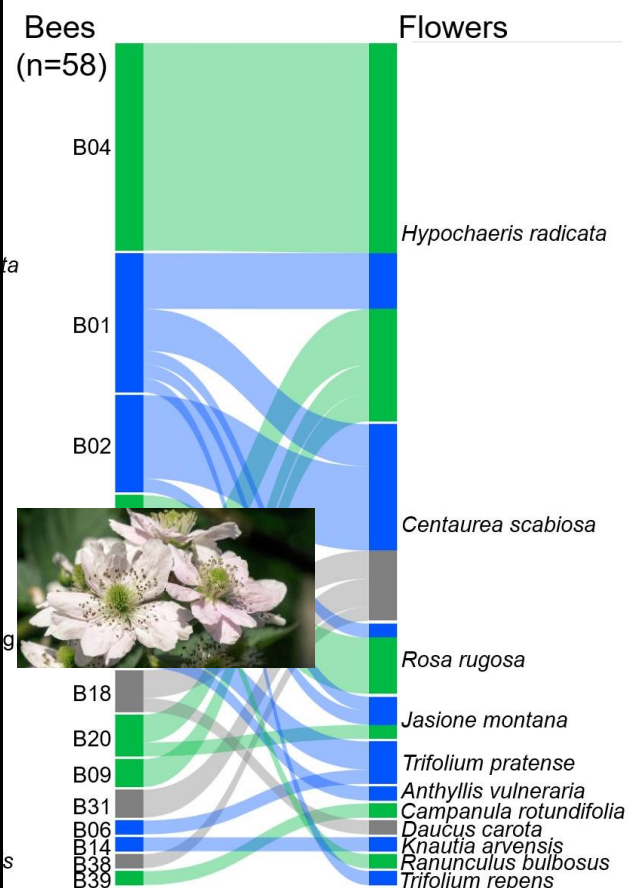 Bees
(n=58)
Flowers
B04
Hypochaeris radicata
ta
B01
B02
Centaurea scabiosa
g
Rosa rugosa
B18
Jasione montana
B20
Trifolium pratense
B09
Anthyllis vulneraria
B31
Campanula rotundifolia
B06
Daucus carota
B14
Knautia arvensis
B38
Ranunculus bulbosus
s
B39
Trifolium repens